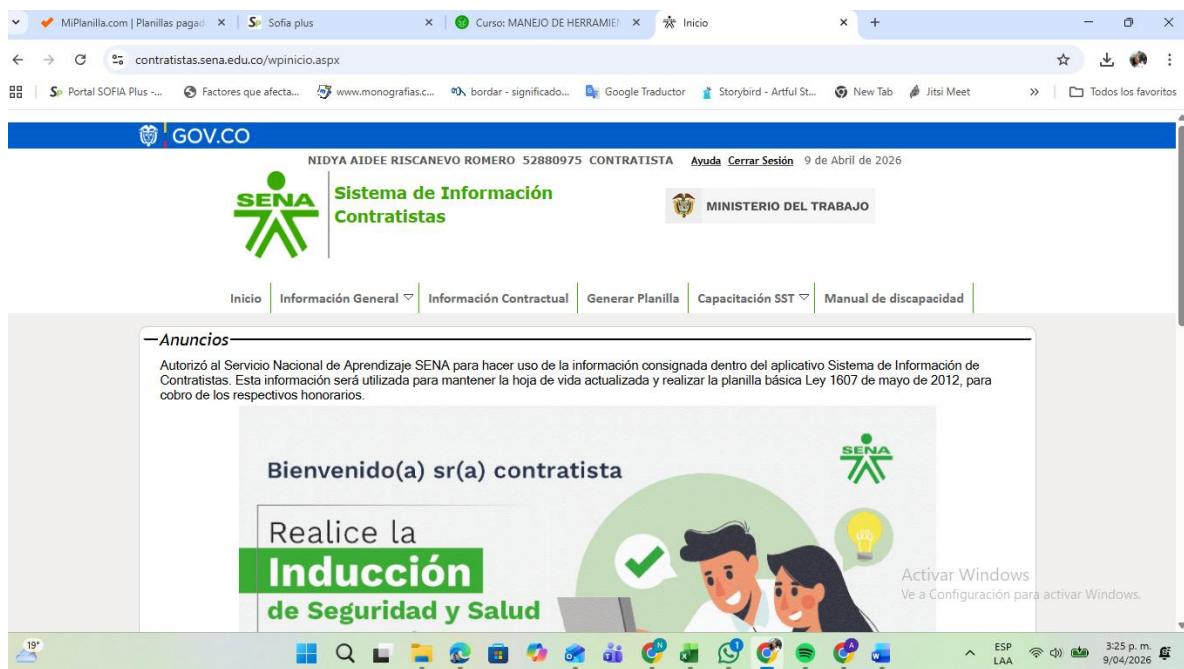 MiPlanilla.com | Planillas pagad
Sofia plus
Curso: MANEJO DE HERRAMIEN
Inicio
contratistas.sena.edu.co/wpinicio.aspx
Portal SOFIA Plus -...
Factores que afecta...
www.monografias.c...
bordar - significado...
Google Traductor
Storybird - Artful St...
New Tab
Jitsi Meet
Todos los favoritos
GOV.CO
NIDYA AIDEE RISCANEVO ROMERO 52880975 CONTRATISTA Ayuda Cerrar Sesión 9 de Abril de 2026
SENA
Sistema de Información
Contratistas
MINISTERIO DEL TRABAJO
Inicio
Información General
Información Contractual
Generar Planilla
Capacitación SST
Manual de discapacidad
Anuncios
Autorizó al Servicio Nacional de Aprendizaje SENA para hacer uso de la información consignada dentro del aplicativo Sistema de Información de
Contratistas. Esta información será utilizada para mantener la hoja de vida actualizada y realizar la planilla básica Ley 1607 de mayo de 2012, para
cobro de los respectivos honorarios.
SENA
Bienvenido(a) sr(a) contratista
Realice la
Inducción
de Seguridad y Salud
Activar Windows
Ve a Configuración para activar Windows.
19°
ESP
LAA
3:25 p. m.
9/04/2026